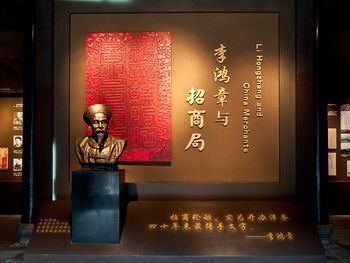 李鸿章与
招商局
Li Hongzhang and
China Merchants
招商轮船，实为开办洋务
四十年来最得手文字。
——李鸿章